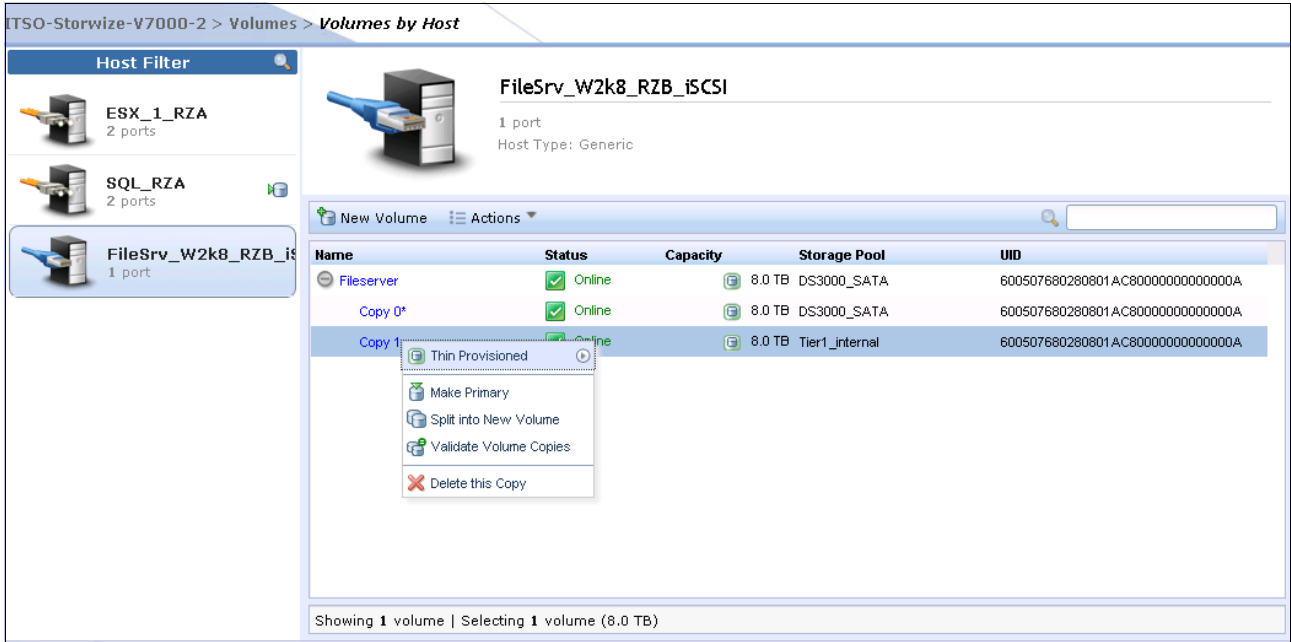 ITSO-Storwize-V7000-2 > Volumes > Volumes by Host
Host Filter
ESX_1_RZA
2 ports
SQL_RZA
2 ports
FileSrv_W2k8_RZB_iS
1 port
FileSrv_W2k8_RZB_iSCSI
1 port
Host Type: Generic
New Volume Actions
Name Status Capacity Storage Pool UID
Fileserver Online 8.0 TB DS3000_SATA 600507680280801AC80000000000000A
Copy 0* Online 8.0 TB DS3000_SATA 600507680280801AC80000000000000A
Copy 1 Online 8.0 TB Tier1_internal 600507680280801AC80000000000000A
Thin Provisioned
Make Primary
Split into New Volume
Validate Volume Copies
Delete this Copy
Showing 1 volume | Selecting 1 volume (8.0 TB)